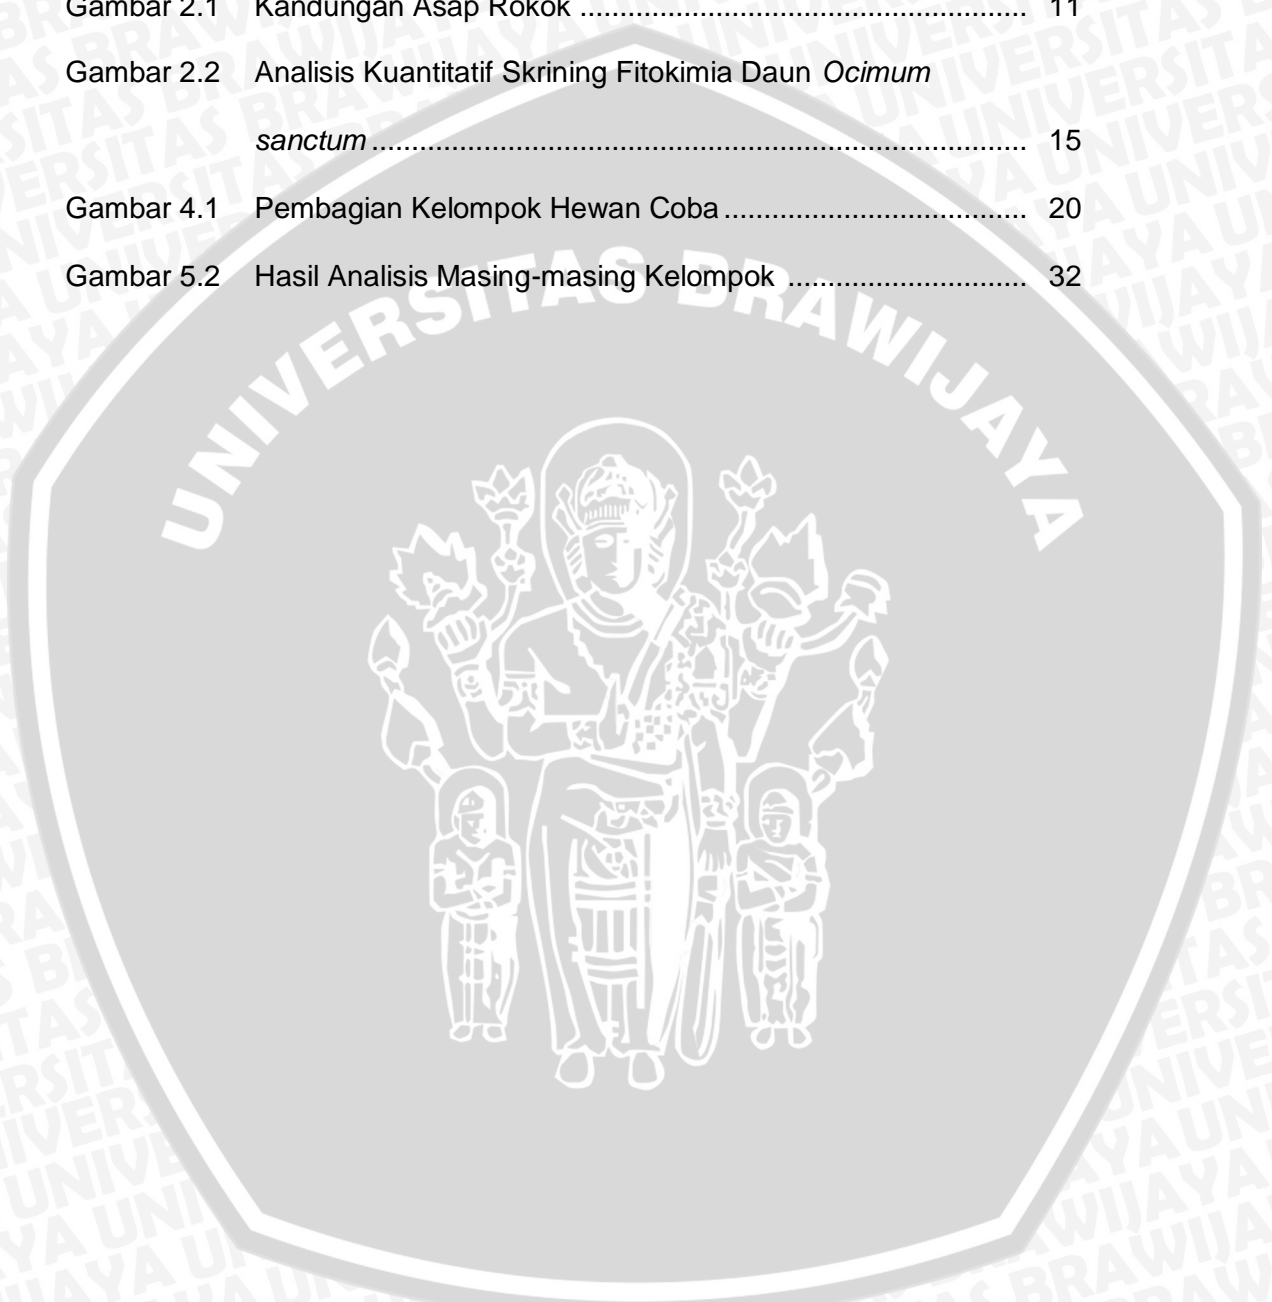 Gambar 2.1 Kandungan Asap Rokok ........................................................ 11
Gambar 2.2 Analisis Kuantitatif Skrining Fitokimia Daun Ocimum
sanctum .................................................................................. 15
Gambar 4.1 Pembagian Kelompok Hewan Coba ...................................... 20
Gambar 5.2 Hasil Analisis Masing-masing Kelompok .............................. 32
UNIVERSITAS BRAWIJAYA